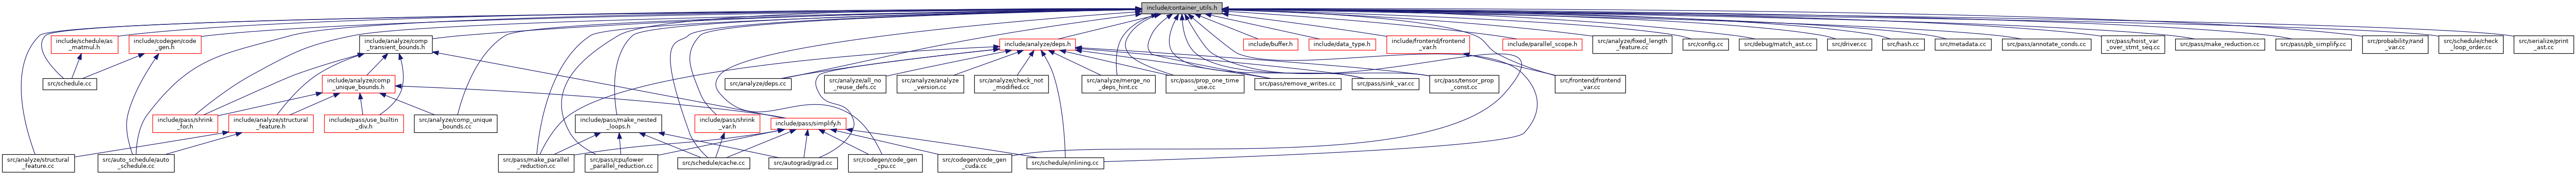 include/container_utils.h
include/schedule/as
_matmul.h
include/codegen/code
_gen.h
include/analyze/comp
_transient_bounds.h
include/analyze/deps.h
include/buffer.h
include/data_type.h
include/frontend/frontend
_var.h
include/parallel_scope.h
src/analyze/fixed_length
_feature.cc
src/config.cc
src/debug/match_ast.cc
src/driver.cc
src/hash.cc
src/metadata.cc
src/pass/annotate_conds.cc
src/pass/hoist_var
_over_stmt_seq.cc
src/pass/make_reduction.cc
src/pass/pb_simplify.cc
src/probability/rand
_var.cc
src/schedule/check
_loop_order.cc
src/serialize/print
_ast.cc
src/schedule.cc
include/analyze/comp
_unique_bounds.h
src/analyze/deps.cc
src/analyze/all_no
_reuse_defs.cc
src/analyze/analyze
_version.cc
src/analyze/check_not
_modified.cc
src/analyze/merge_no
_deps_hint.cc
src/pass/prop_one_time
_use.cc
src/pass/remove_writes.cc
src/pass/sink_var.cc
src/pass/tensor_prop
_const.cc
src/frontend/frontend
_var.cc
include/pass/shrink
_for.h
include/analyze/structural
_feature.h
include/pass/use_builtin
_div.h
src/analyze/comp_unique
_bounds.cc
include/pass/make_nested
_loops.h
include/pass/shrink
_var.h
include/pass/simplify.h
src/analyze/structural
_feature.cc
src/auto_schedule/auto
_schedule.cc
src/pass/make_parallel
_reduction.cc
src/pass/cpu/lower
_parallel_reduction.cc
src/schedule/cache.cc
src/autograd/grad.cc
src/codegen/code_gen
_cpu.cc
src/codegen/code_gen
_cuda.cc
src/schedule/inlining.cc